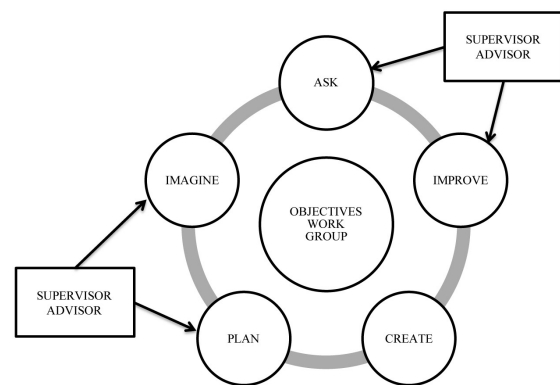 SUPERVISOR
ADVISOR
ASK
IMAGINE
IMPROVE
OBJECTIVES
WORK
GROUP
SUPERVISOR
ADVISOR
PLAN
CREATE